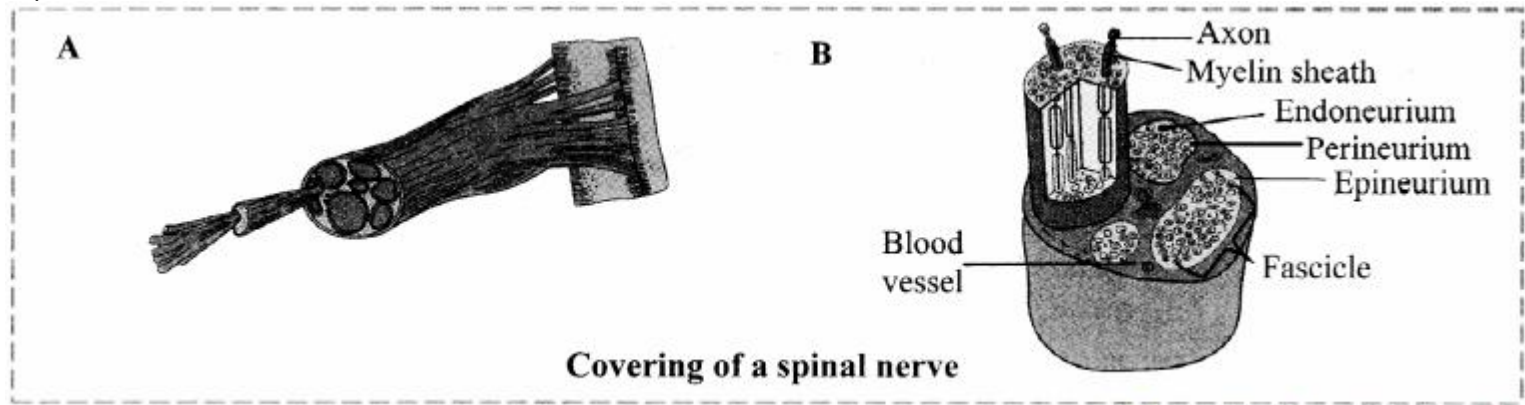 A
B
Axon
Myelin sheath
Endoneurium
Perineurium
Epineurium
Blood
vessel
Fascicle
Covering of a spinal nerve